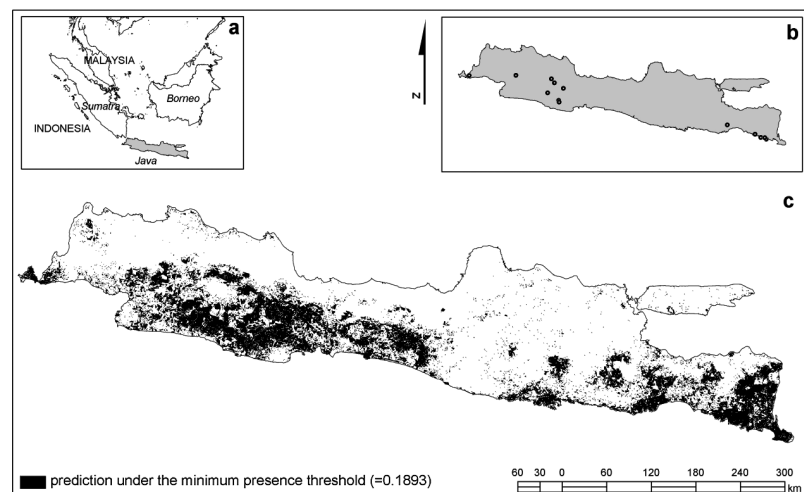 a
MALAYSIA
Sumatra
Borneo
INDONESIA
Java
N
b
c
prediction under the minimum presence threshold (=0.1893)
60 30 0 60 120 180 240 300
km